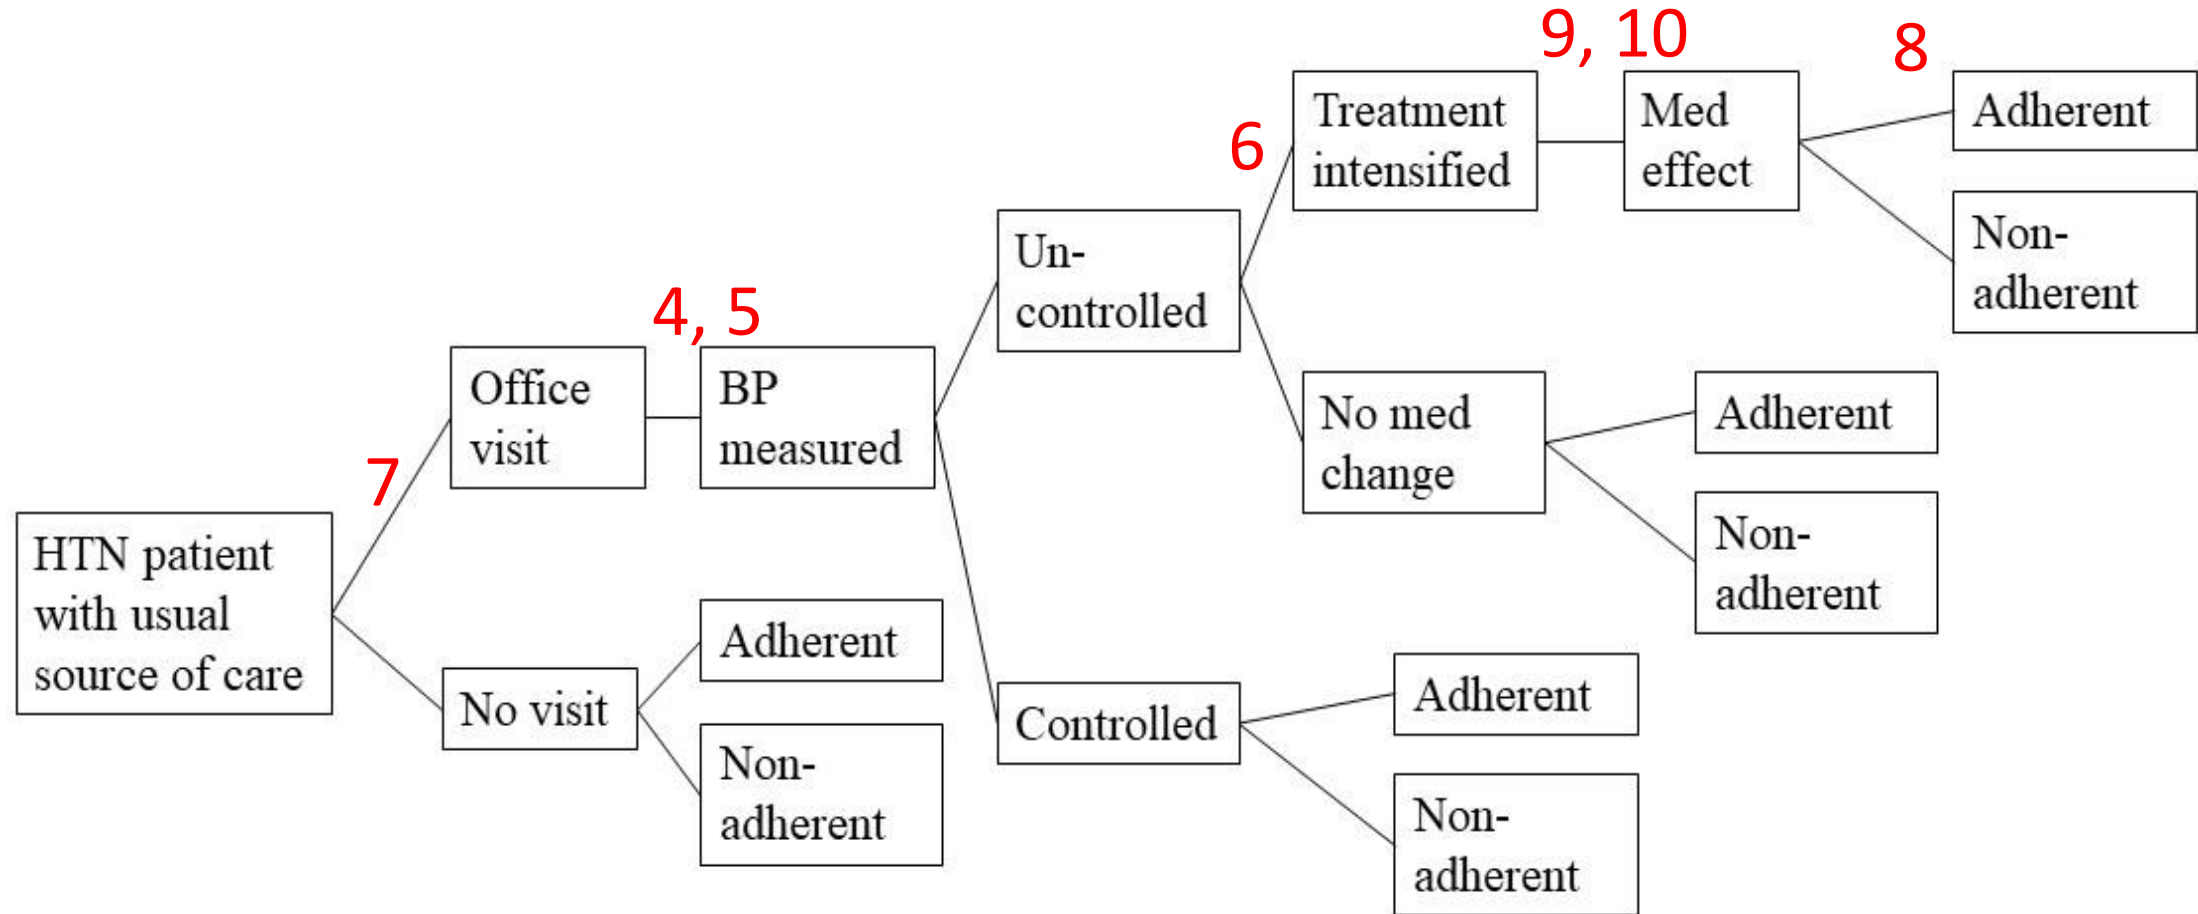 9, 10
8
Treatment
intensified
Med
effect
Adherent
6
Non-
adherent
Un-
controlled
4, 5
Office
visit
BP
measured
No med
change
Adherent
Non-
adherent
7
HTN patient
with usual
source of care
Adherent
No visit
Non-
adherent
Controlled
Adherent
Non-
adherent